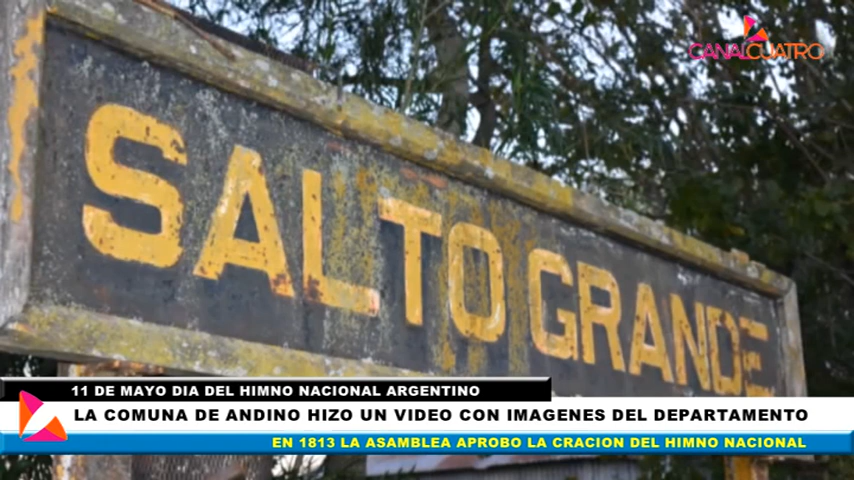 CANALCUATRO
SALTO GRANDE
11 DE MAYO DIA DEL HIMNO NACIONAL ARGENTINO
LA COMUNA DE ANDINO HIZO UN VIDEO CON IMAGENES DEL DEPARTAMENTO
EN 1813 LA ASAMBLEA APROBO LA CRACION DEL HIMNO NACIONAL